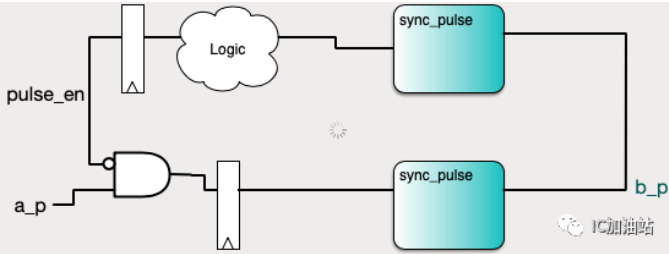 sync_pulse
Logic
pulse_en
sync_pulse
a_p
b_p
IC加油站